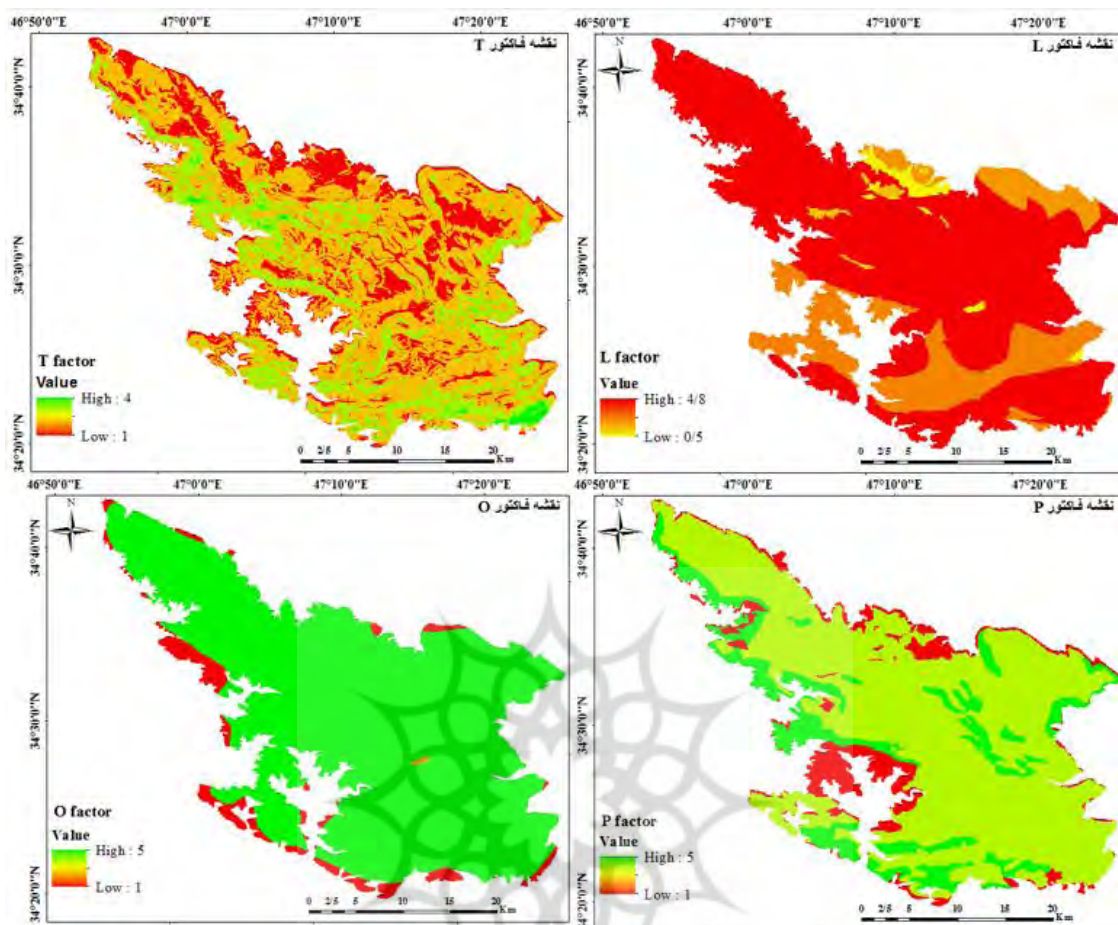 46°50'0"E 47°0'0"E 47°10'0"E 47°20'0"E
نقشه فاکتور T
34°40'0"N
34°30'0"N
34°20'0"N
T factor
Value
High : 4
Low : 1
0 2/5 5 10 15 20
Km
46°50'0"E 47°0'0"E 47°10'0"E 47°20'0"E
نقشه فاکتور L
N
34°40'0"N
34°30'0"N
34°20'0"N
L factor
Value
High : 4/8
Low : 0/5
0 2/5 5 10 15 20
Km
46°50'0"E 47°0'0"E 47°10'0"E 47°20'0"E
نقشه فاکتور O
N
34°40'0"N
34°30'0"N
34°20'0"N
O factor
Value
High : 5
Low : 1
0 2/5 5 10 15 20
Km
46°50'0"E 47°0'0"E 47°10'0"E 47°20'0"E
نقشه فاکتور P
N
34°40'0"N
34°30'0"N
34°20'0"N
P factor
Value
High : 5
Low : 1
0 2/5 5 10 15 20
Km